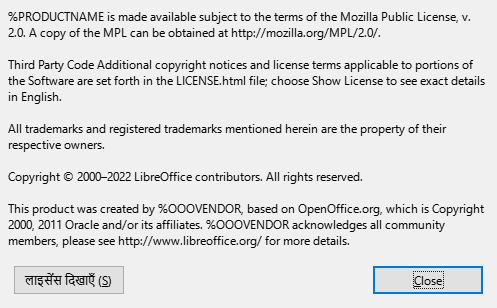 %PRODUCTNAME is made available subject to the terms of the Mozilla Public License, v.
2.0. A copy of the MPL can be obtained at http://mozilla.org/MPL/2.0/.
Third Party Code Additional copyright notices and license terms applicable to portions of
the Software are set forth in the LICENSE.html file; choose Show License to see exact details
in English.
All trademarks and registered trademarks mentioned herein are the property of their
respective owners.
Copyright © 2000–2022 LibreOffice contributors. All rights reserved.
This product was created by %OOOVENDOR, based on OpenOffice.org, which is Copyright
2000, 2011 Oracle and/or its affiliates. %OOOVENDOR acknowledges all community
members, please see http://www.libreoffice.org/ for more details.
लाइसेंस दिखाएँ (S) Close